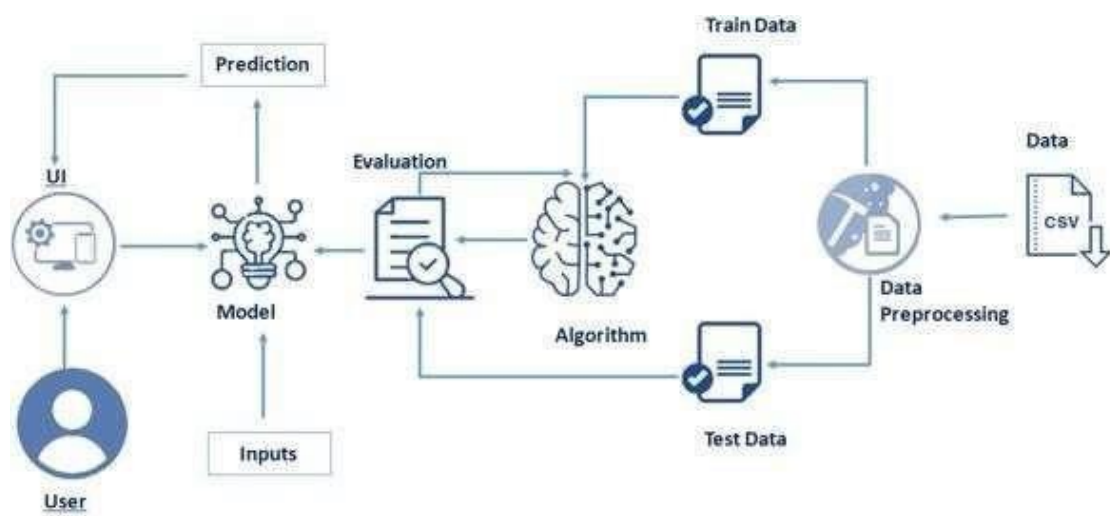 Train Data
Prediction
Data
Evaluation
UI
CSV
Model
Data
Preprocessing
Algorithm
Test Data
Inputs
User